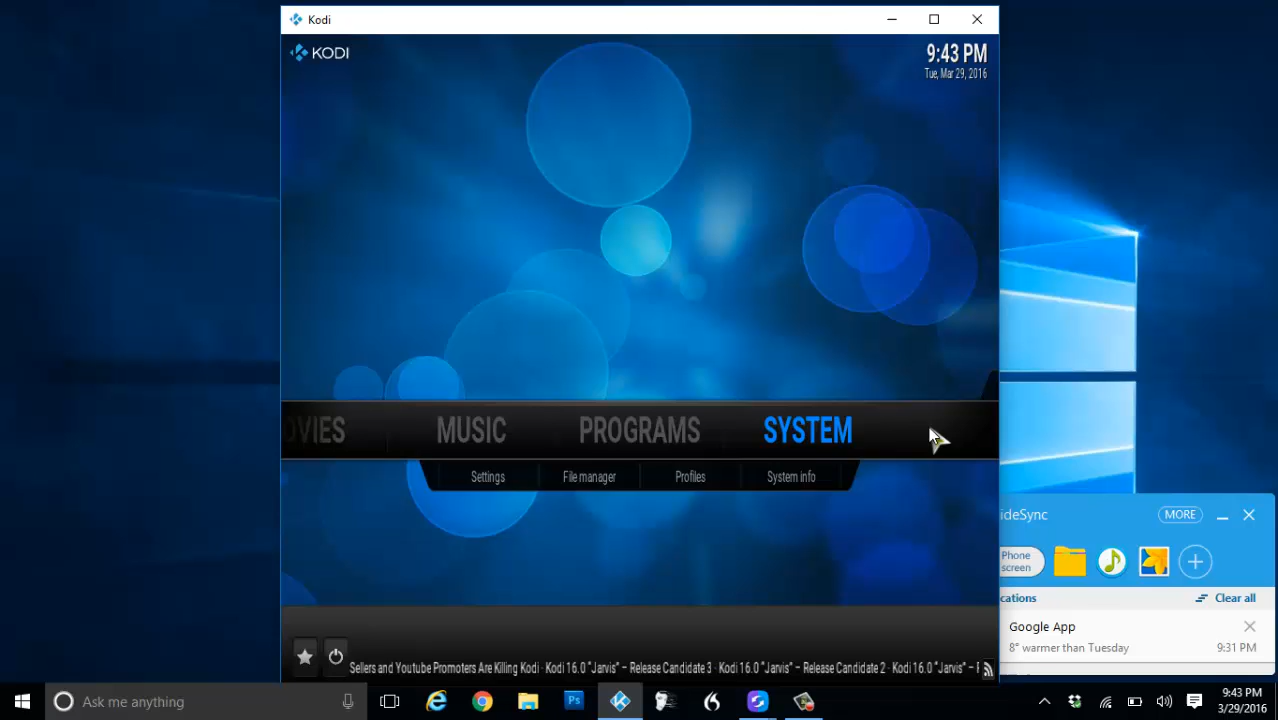 Kodi
KODI
9:43 PM
Tue, Mar 29, 2016
OVIES MUSIC PROGRAMS SYSTEM
Settings File manager Profiles System info
Sellers and Youtube Promoters Are Killing Kodi · Kodi 16.0 “Jarvis” – Release Candidate 3 · Kodi 16.0 “Jarvis” – Release Candidate 2 · Kodi 16.0 “Jarvis” –
ideSync MORE
Phone
screen
cations Clear all
Google App
8° warmer than Tuesday 9:31 PM
Ask me anything
Ps
9:43 PM
3/29/2016